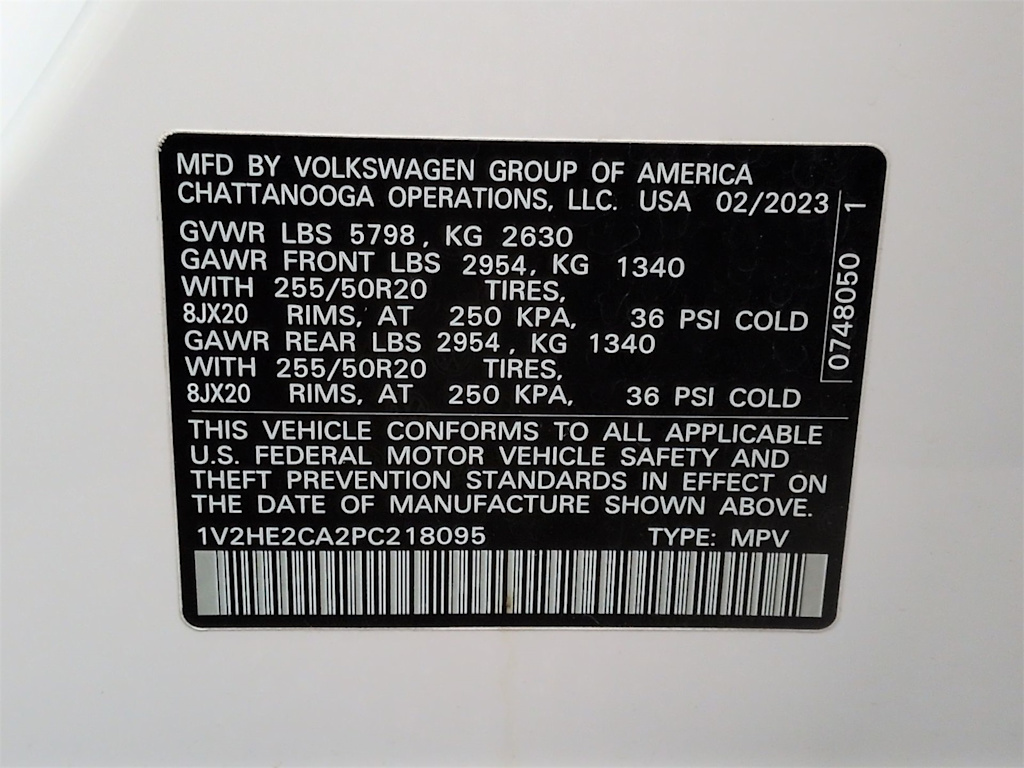 MFD BY VOLKSWAGEN GROUP OF AMERICA
CHATTANOOGA OPERATIONS, LLC. USA 02/2023
GVWR LBS 5798, KG 2630
GAWR FRONT LBS 2954, KG 1340
WITH 255/50R20 TIRES,
8JX20 RIMS, AT 250 KPA, 36 PSI COLD
GAWR REAR LBS 2954, KG 1340
WITH 255/50R20 TIRES,
8JX20 RIMS, AT 250 KPA, 36 PSI COLD
0748050 1
THIS VEHICLE CONFORMS TO ALL APPLICABLE
U.S. FEDERAL MOTOR VEHICLE SAFETY AND
THEFT PREVENTION STANDARDS IN EFFECT ON
THE DATE OF MANUFACTURE SHOWN ABOVE.
1V2HE2CA2PC218095 TYPE: MPV